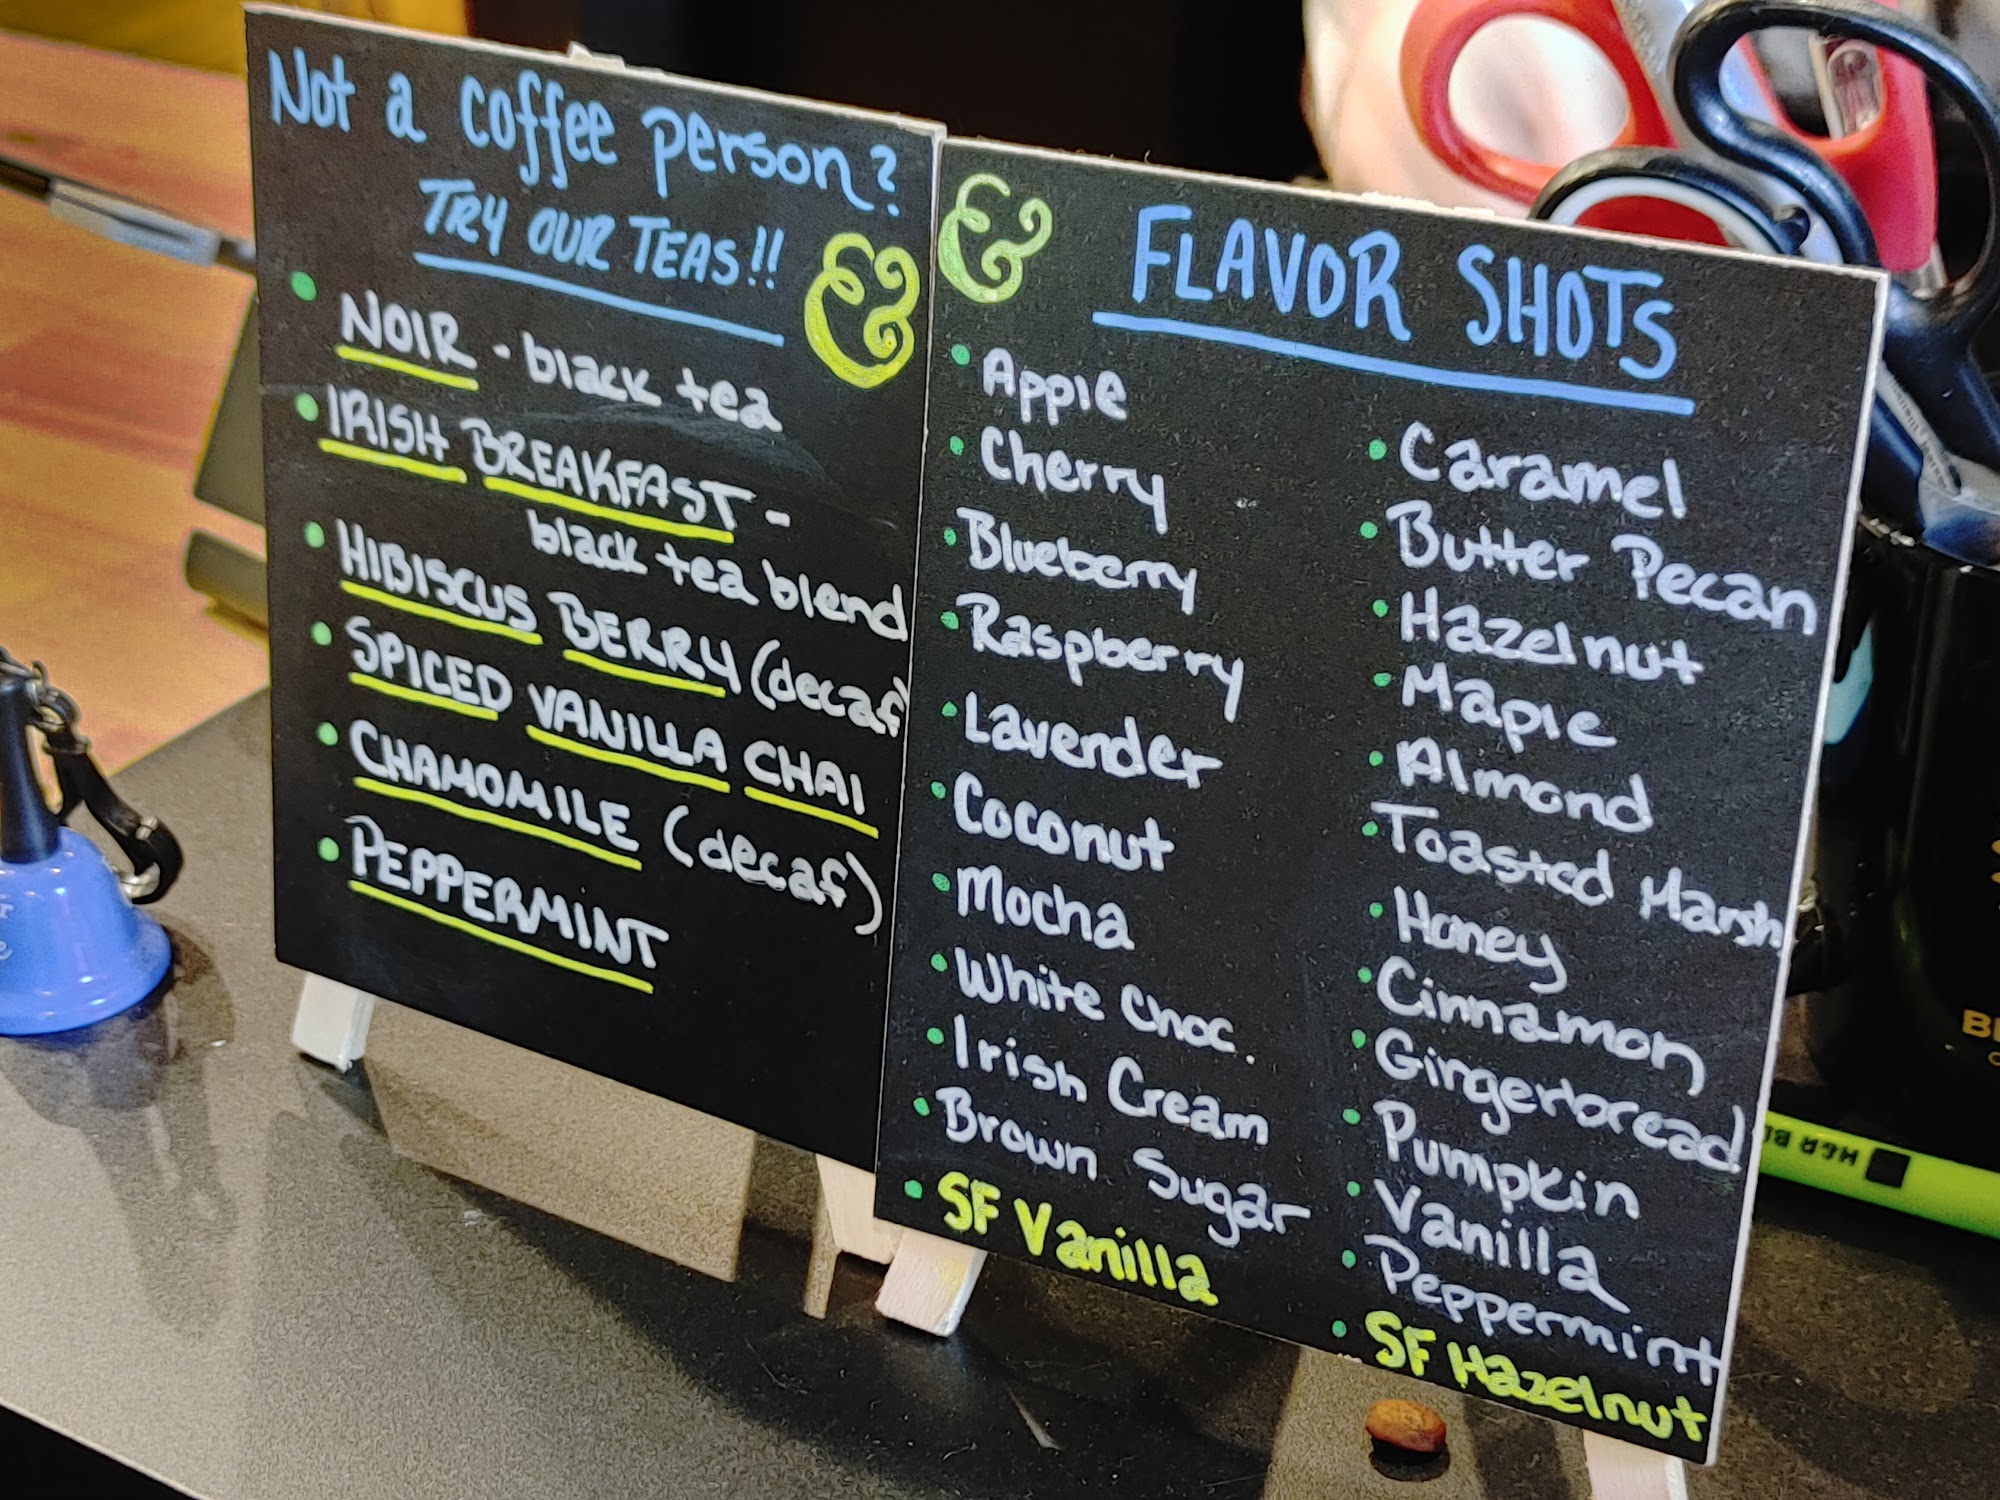 Not a coffee person?
TRY OUR TEAS!!
&
• NOIR - black tea
• IRISH BREAKFAST -
black tea blend
• HIBISCUS BERRY (decaf)
• SPICED VANILLA CHAI
• CHAMOMILE (decaf)
• PEPPERMINT
& FLAVOR SHOTS
• Apple
• Cherry
• Blueberry
• Raspberry
• Lavender
• Coconut
• Mocha
• White Choc.
• Irish Cream
• Brown Sugar
• SF Vanilla
• Caramel
• Butter Pecan
• Hazelnut
• Maple
• Almond
• Toasted Marsh
• Honey
• Cinnamon
• Gingerbread
• Pumpkin
• Vanilla
• Peppermint
• SF Hazelnut